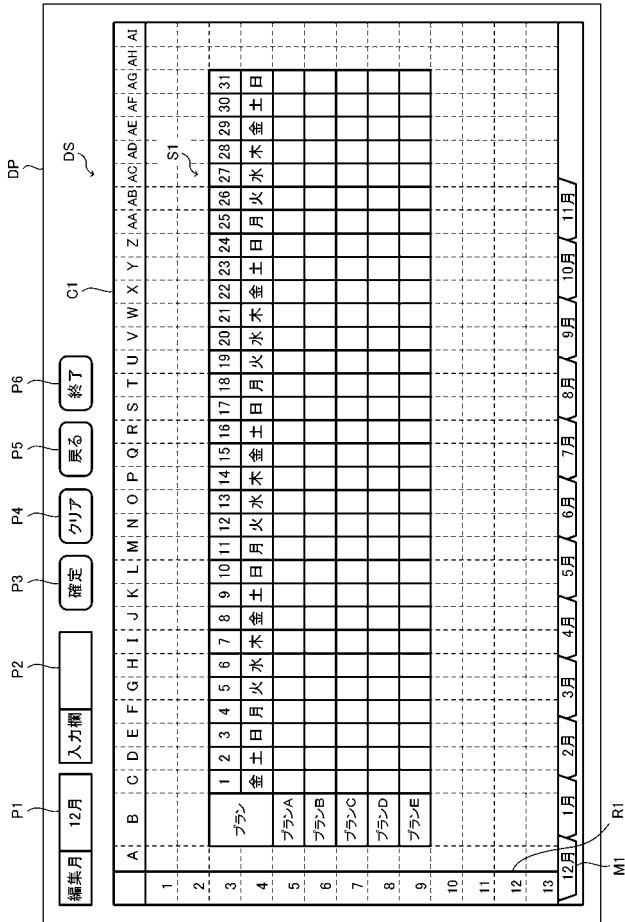 DP
DS
P1 P2 P3 P4 P5 P6
編集月 12月 入力欄 確定 クリア 戻る 終了
C1
A B C D E F G H I J K L M N O P Q R S T U V W X Y Z AA AB AC AD AE AF AG AH AI
1
2
S1
3 プラン 1 2 3 4 5 6 7 8 9 10 11 12 13 14 15 16 17 18 19 20 21 22 23 24 25 26 27 28 29 30 31
4 金 土 日 月 火 水 木 金 土 日 月 火 水 木 金 土 日 月 火 水 木 金 土 日 月 火 水 木 金 土 日
5 プランA
6 プランB
7 プランC
8 プランD
9 プランE
10
11
12
13
12月 1月 2月 3月 4月 5月 6月 7月 8月 9月 10月 11月
M1 R1